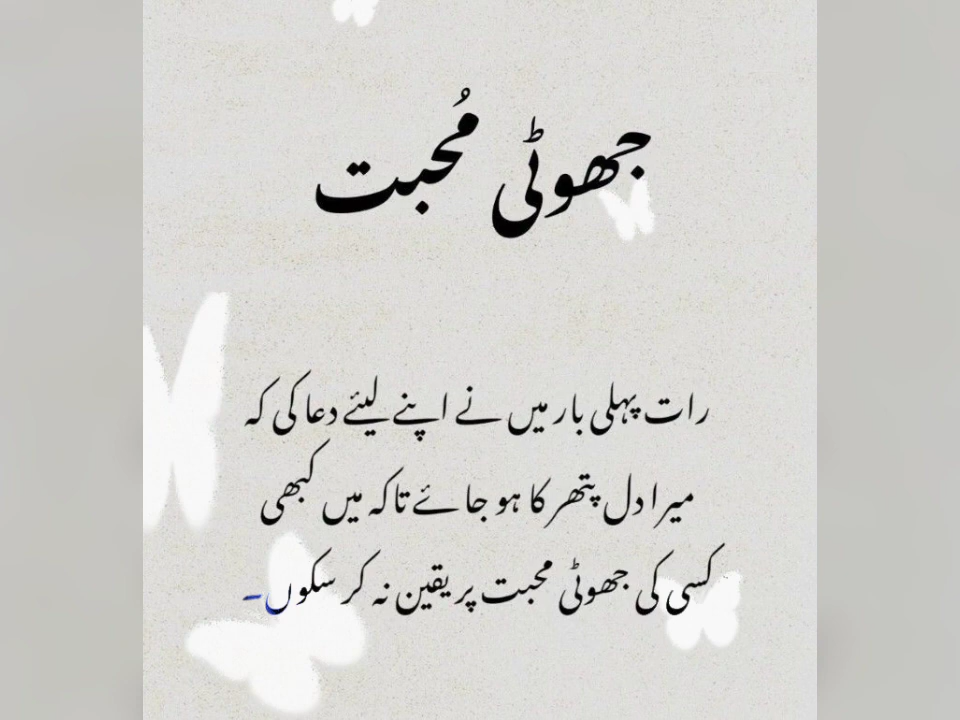 جھوٹی مُحبت
رات پہلی بار میں نے اپنے لیئے دعا کی کہ
میرا دل پتھر کا ہو جائے تاکہ میں کبھی
کسی کی جھوٹی محبت پر یقین نہ کر سکوں۔